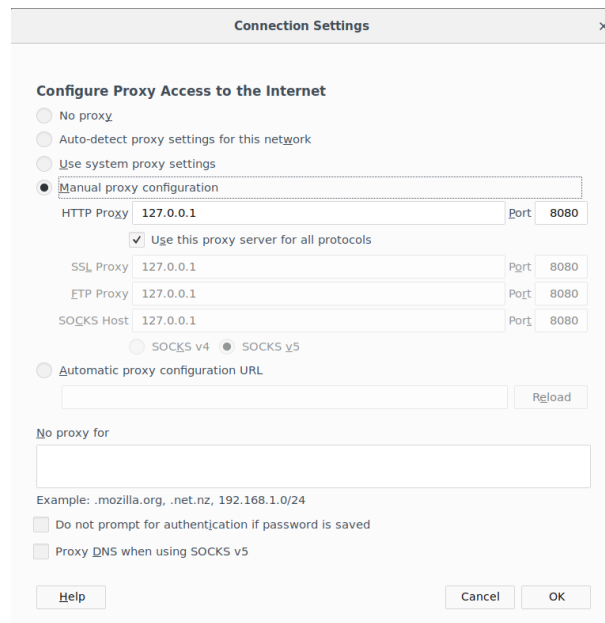 Connection Settings ×
Configure Proxy Access to the Internet
No proxy
Auto-detect proxy settings for this network
Use system proxy settings
Manual proxy configuration
HTTP Proxy 127.0.0.1 Port 8080
Use this proxy server for all protocols
SSL Proxy 127.0.0.1 Port 8080
FTP Proxy 127.0.0.1 Port 8080
SOCKS Host 127.0.0.1 Port 8080
SOCKS v4 SOCKS v5
Automatic proxy configuration URL
Reload
No proxy for
Example: .mozilla.org, .net.nz, 192.168.1.0/24
Do not prompt for authentication if password is saved
Proxy DNS when using SOCKS v5
Help Cancel OK